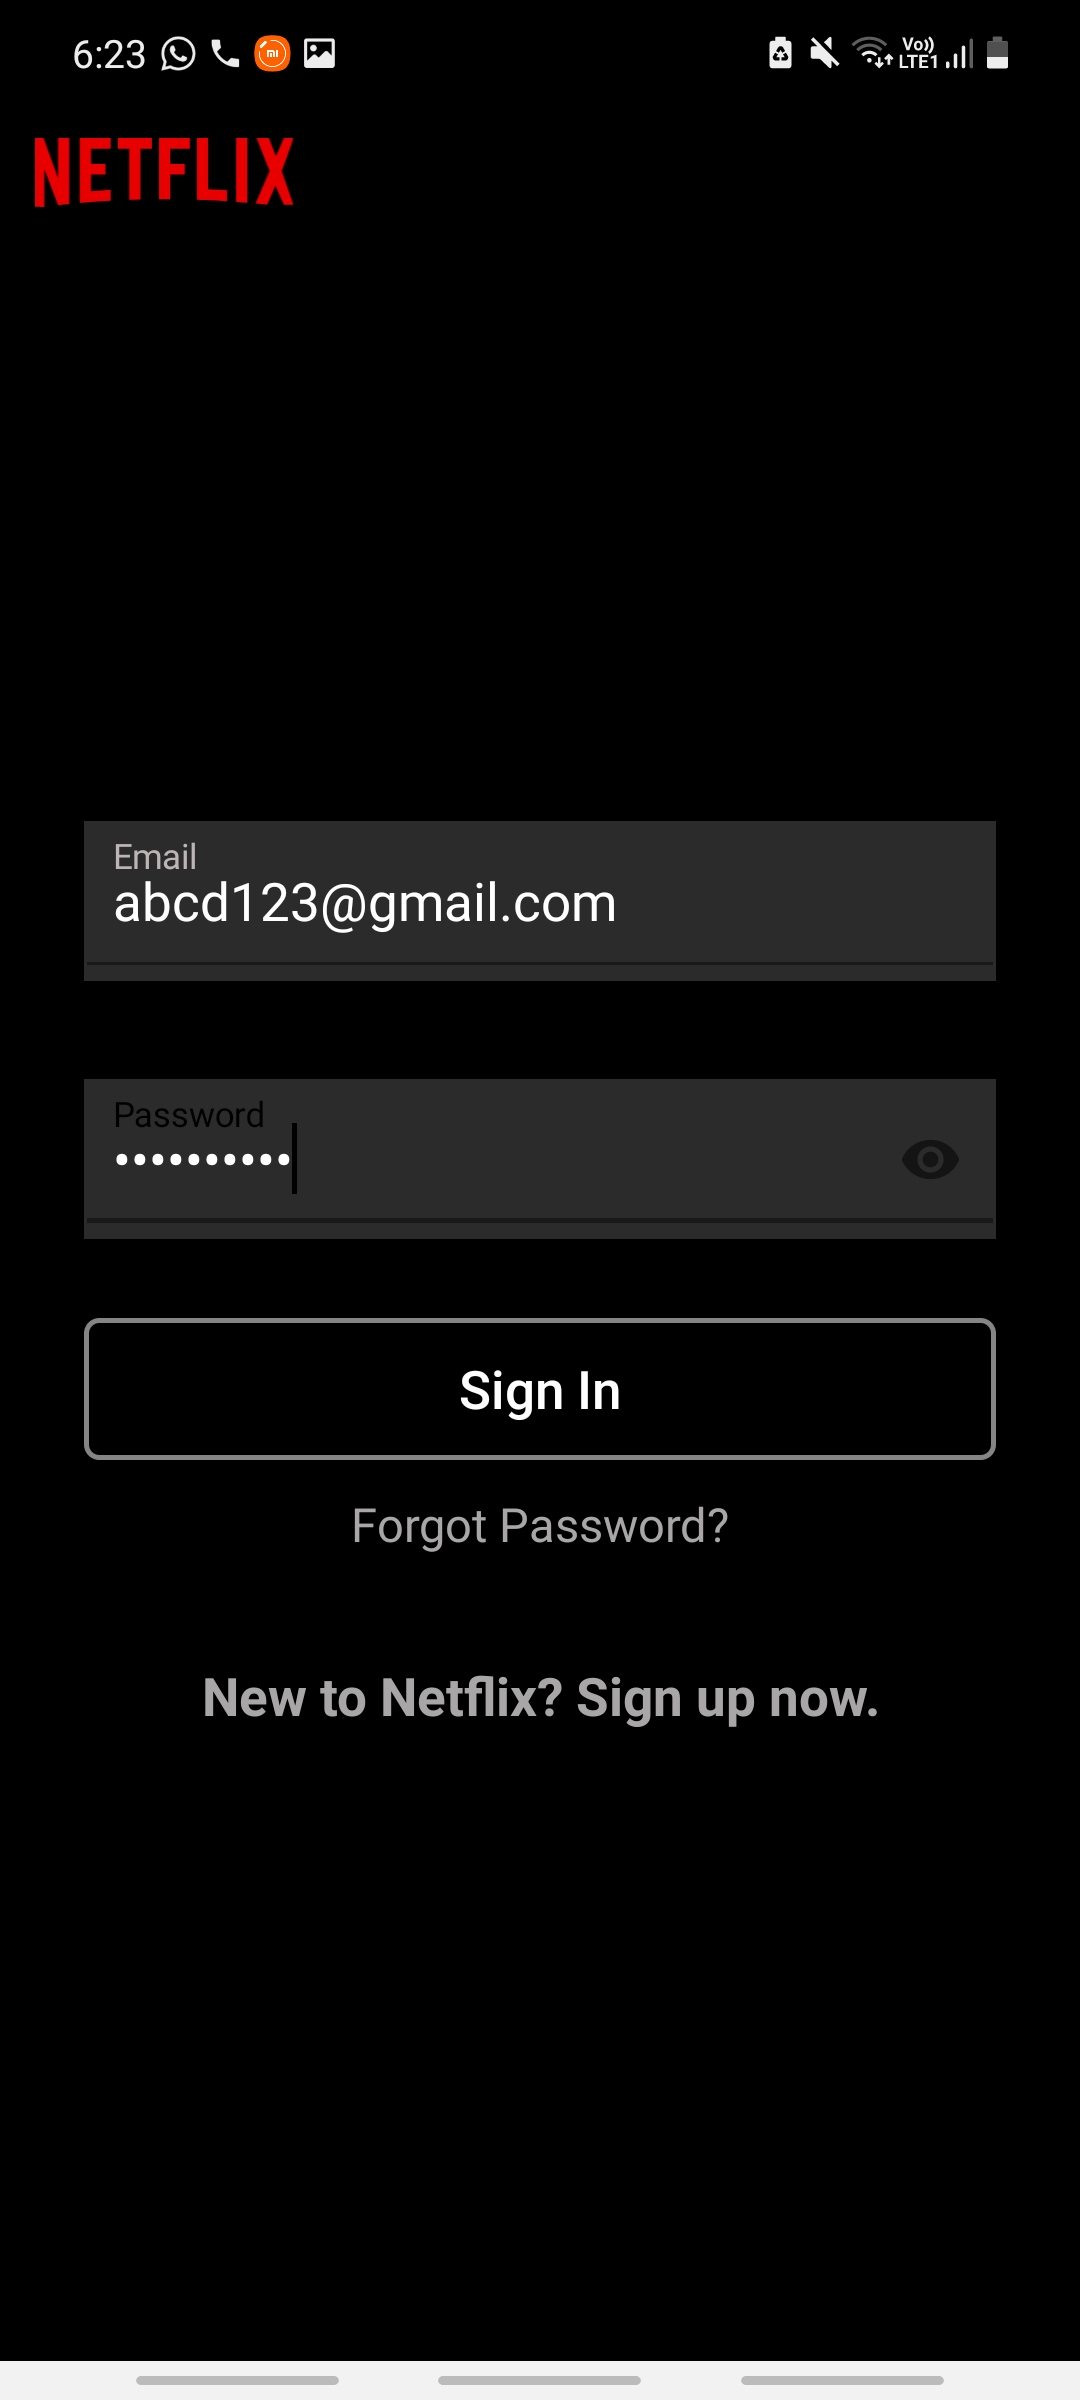 6:23
Vo))
LTE1
NETFLIX
Email
abcd123@gmail.com
Password
••••••••••
Sign In
Forgot Password?
New to Netflix? Sign up now.